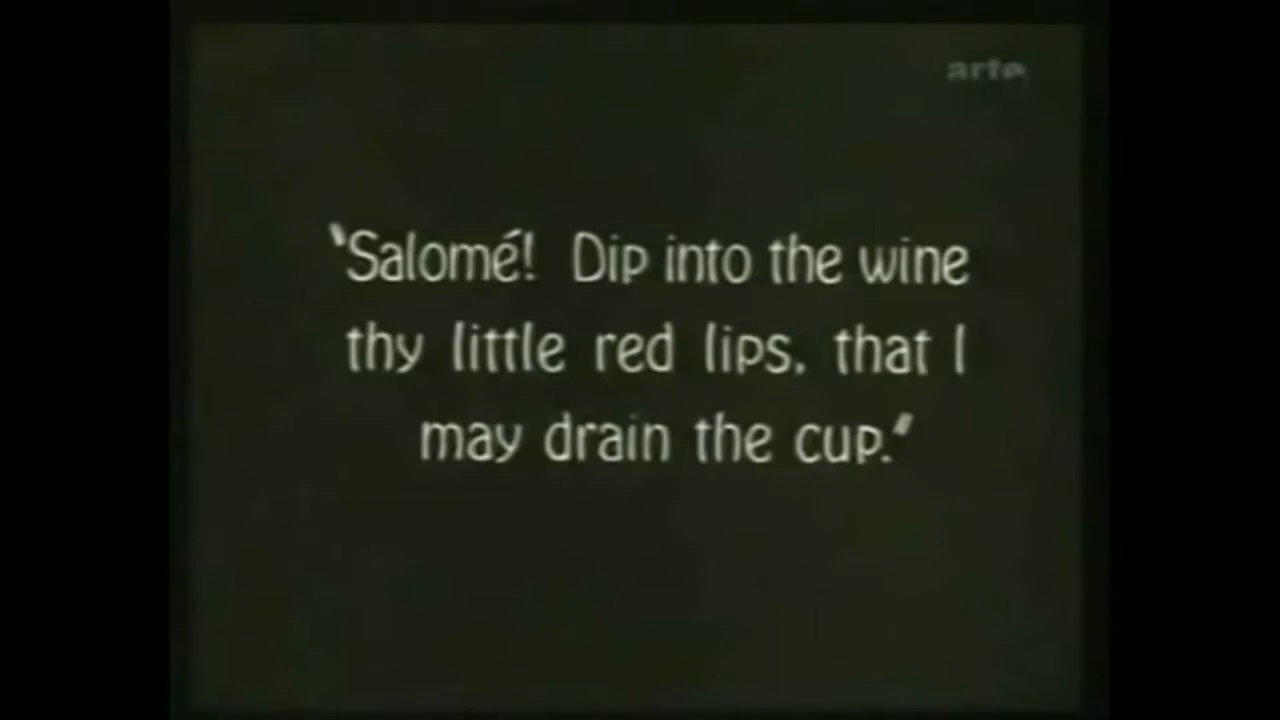 arte
"Salomé! Dip into the wine
thy little red lips, that I
may drain the cup."